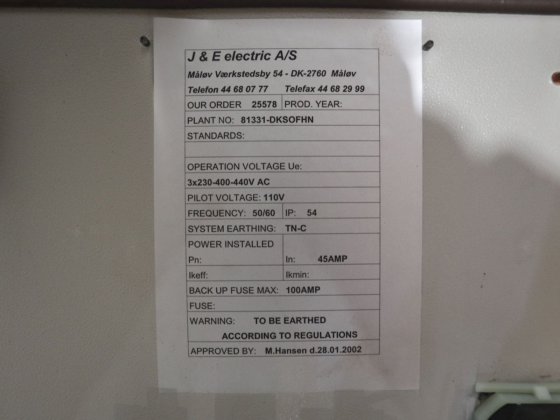 J & E electric A/S
Måløv Værkstedsby 54 - DK-2760 Måløv
Telefon 44 68 07 77 Telefax 44 68 29 99
OUR ORDER 25578 PROD. YEAR:
PLANT NO: 81331-DKSOFHN
STANDARDS:
OPERATION VOLTAGE Ue:
3x230-400-440V AC
PILOT VOLTAGE: 110V
FREQUENCY: 50/60 IP: 54
SYSTEM EARTHING: TN-C
POWER INSTALLED
Pn: In: 45AMP
Ikeff: Ikmin:
BACK UP FUSE MAX: 100AMP
FUSE:
WARNING: TO BE EARTHED
ACCORDING TO REGULATIONS
APPROVED BY: M.Hansen d.28.01.2002